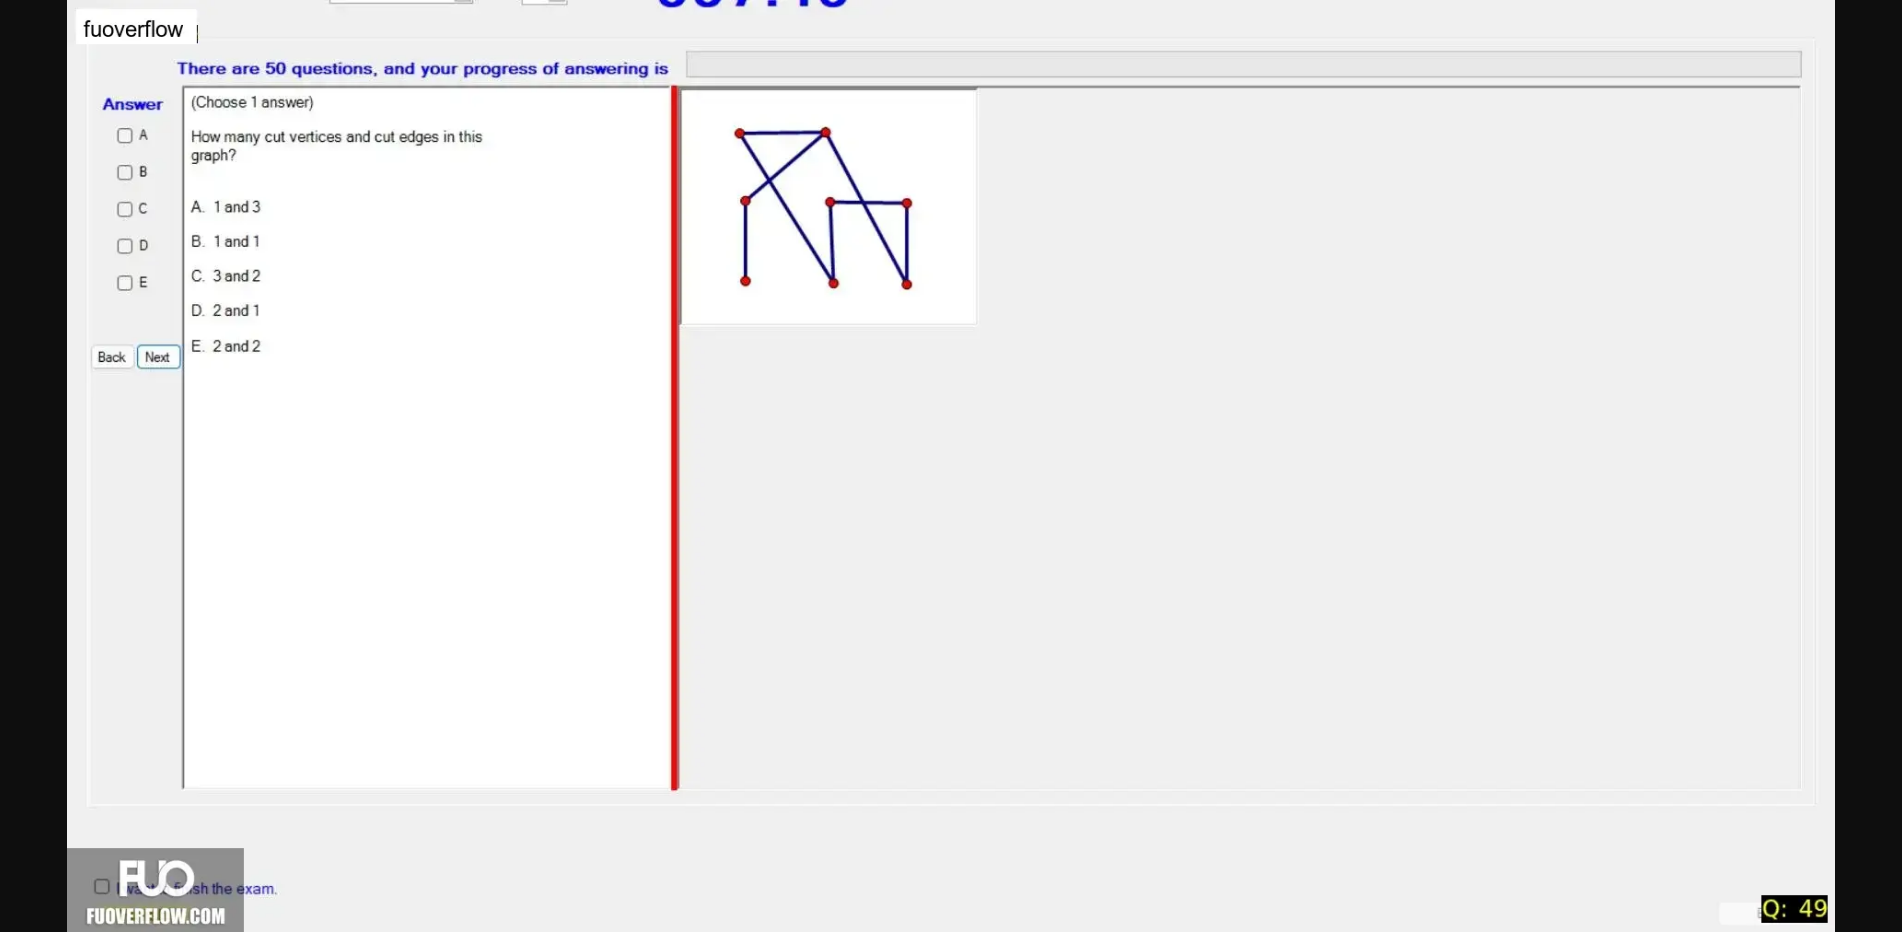 fuoverflow
There are 50 questions, and your progress of answering is
Answer
(Choose 1 answer)
A
How many cut vertices and cut edges in this
graph?
B
C
A. 1 and 3
D
B. 1 and 1
E
C. 3 and 2
D. 2 and 1
E. 2 and 2
Back
Next
FUO
sh the exam.
FUOVERFLOW.COM
Q: 49